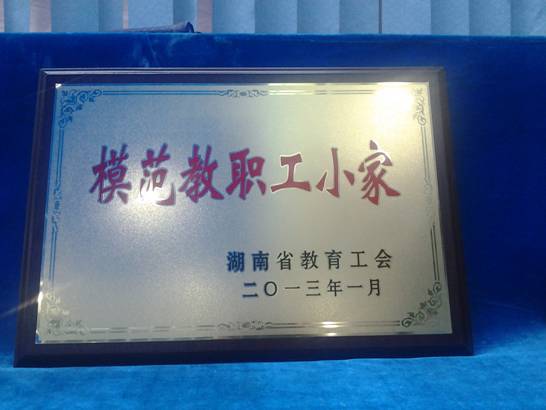 模范教职工小家
湖南省教育工会
二〇一三年一月